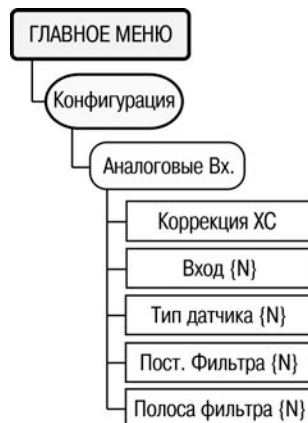 ГЛАВНОЕ МЕНЮ
Конфигурация
Аналоговые Вх.
Коррекция ХС
Вход {N}
Тип датчика {N}
Пост. Фильтра {N}
Полоса фильтра {N}